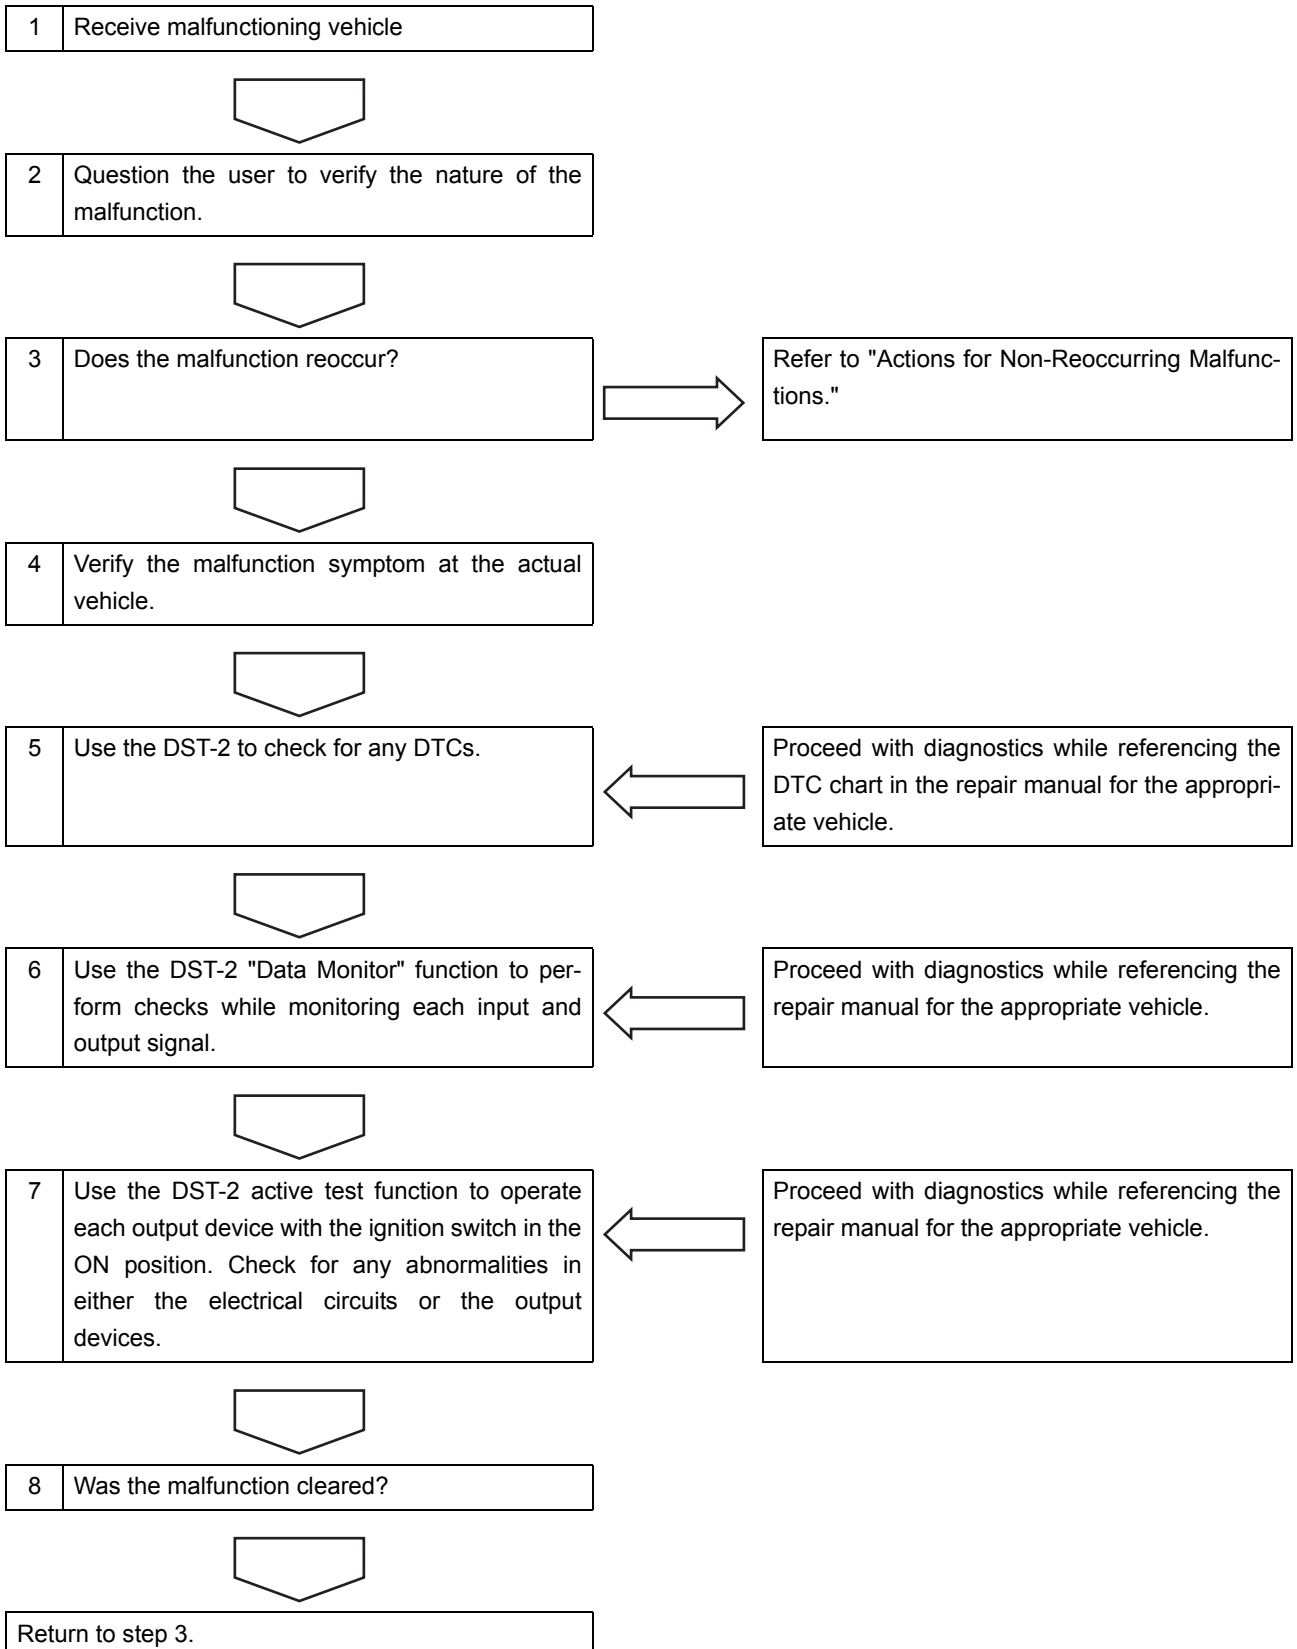 1 Receive malfunctioning vehicle
2 Question the user to verify the nature of the
malfunction.
3 Does the malfunction reoccur?
Refer to "Actions for Non-Reoccurring Malfunc-
tions."
4 Verify the malfunction symptom at the actual
vehicle.
5 Use the DST-2 to check for any DTCs.
Proceed with diagnostics while referencing the
DTC chart in the repair manual for the appropri-
ate vehicle.
6 Use the DST-2 "Data Monitor" function to per-
form checks while monitoring each input and
output signal.
Proceed with diagnostics while referencing the
repair manual for the appropriate vehicle.
7 Use the DST-2 active test function to operate
each output device with the ignition switch in the
ON position. Check for any abnormalities in
either the electrical circuits or the output
devices.
Proceed with diagnostics while referencing the
repair manual for the appropriate vehicle.
8 Was the malfunction cleared?
Return to step 3.